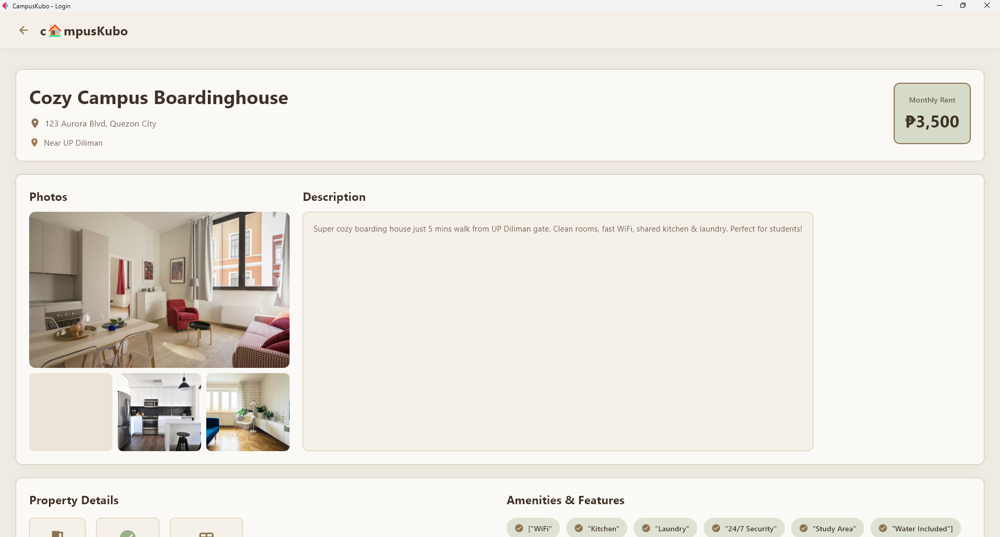 CampusKubo - Login
c🏠mpusKubo
Cozy Campus Boardinghouse
123 Aurora Blvd, Quezon City
Near UP Diliman
Monthly Rent
₱3,500
Photos
Description
Super cozy boarding house just 5 mins walk from UP Diliman gate. Clean rooms, fast WiFi, shared kitchen & laundry. Perfect for students!
Property Details
Amenities & Features
["WiFi"
"Kitchen"
"Laundry"
"24/7 Security"
"Study Area"
"Water Included"]